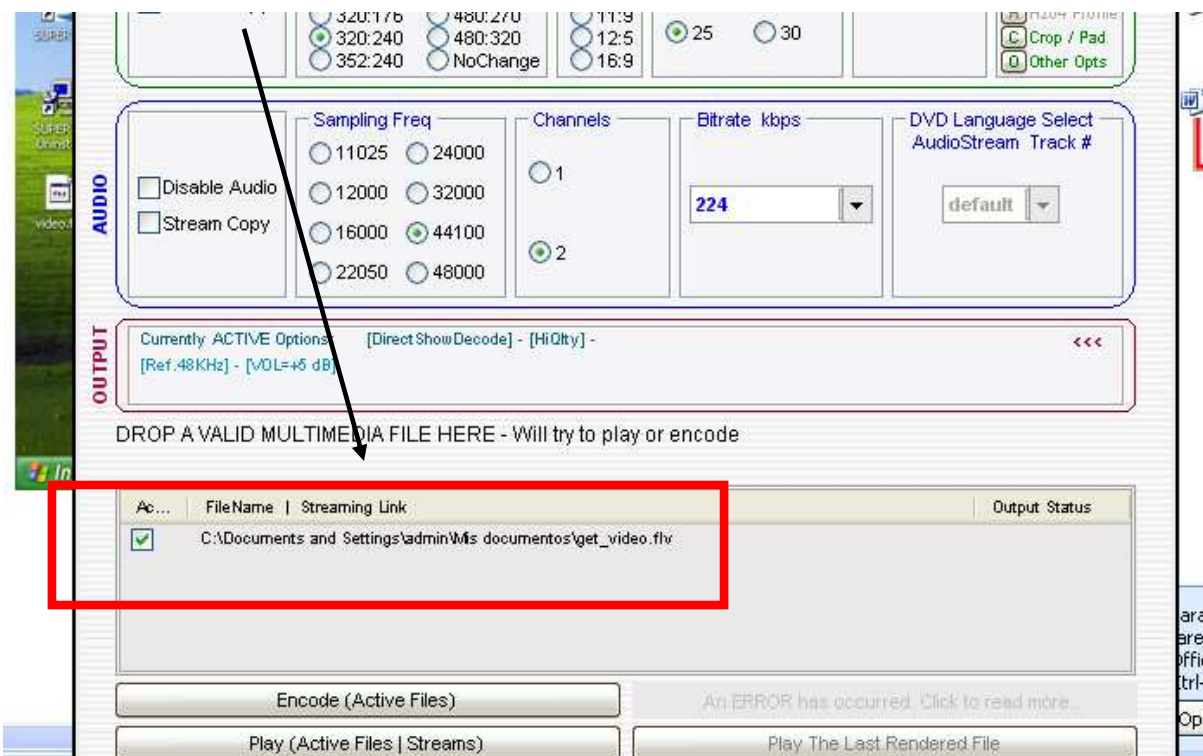 320:176 480:270 11:9
320:240 480:320 12:5 25 30
352:240 NoChange 16:9
C Crop / Pad
O Other Opts
SUPER
AUDIO
Sampling Freq
11025 24000
12000 32000
16000 44100
22050 48000
Disable Audio
Stream Copy
Channels
1
2
Bitrate kbps
224
DVD Language Select
AudioStream Track #
default
OUTPUT
Currently ACTIVE Options: [DirectShowDecode] - [HiQlty] -
<<<
[Ref.48KHz] - [VOL=+5 dB]
DROP A VALID MULTIMEDIA FILE HERE - Will try to play or encode
In
Ac... FileName | Streaming Link Output Status
C:\Documents and Settings\admin\Mis documentos\get_video.flv
Encode (Active Files) An ERROR has occurred. Click to read more...
Play (Active Files | Streams) Play The Last Rendered File